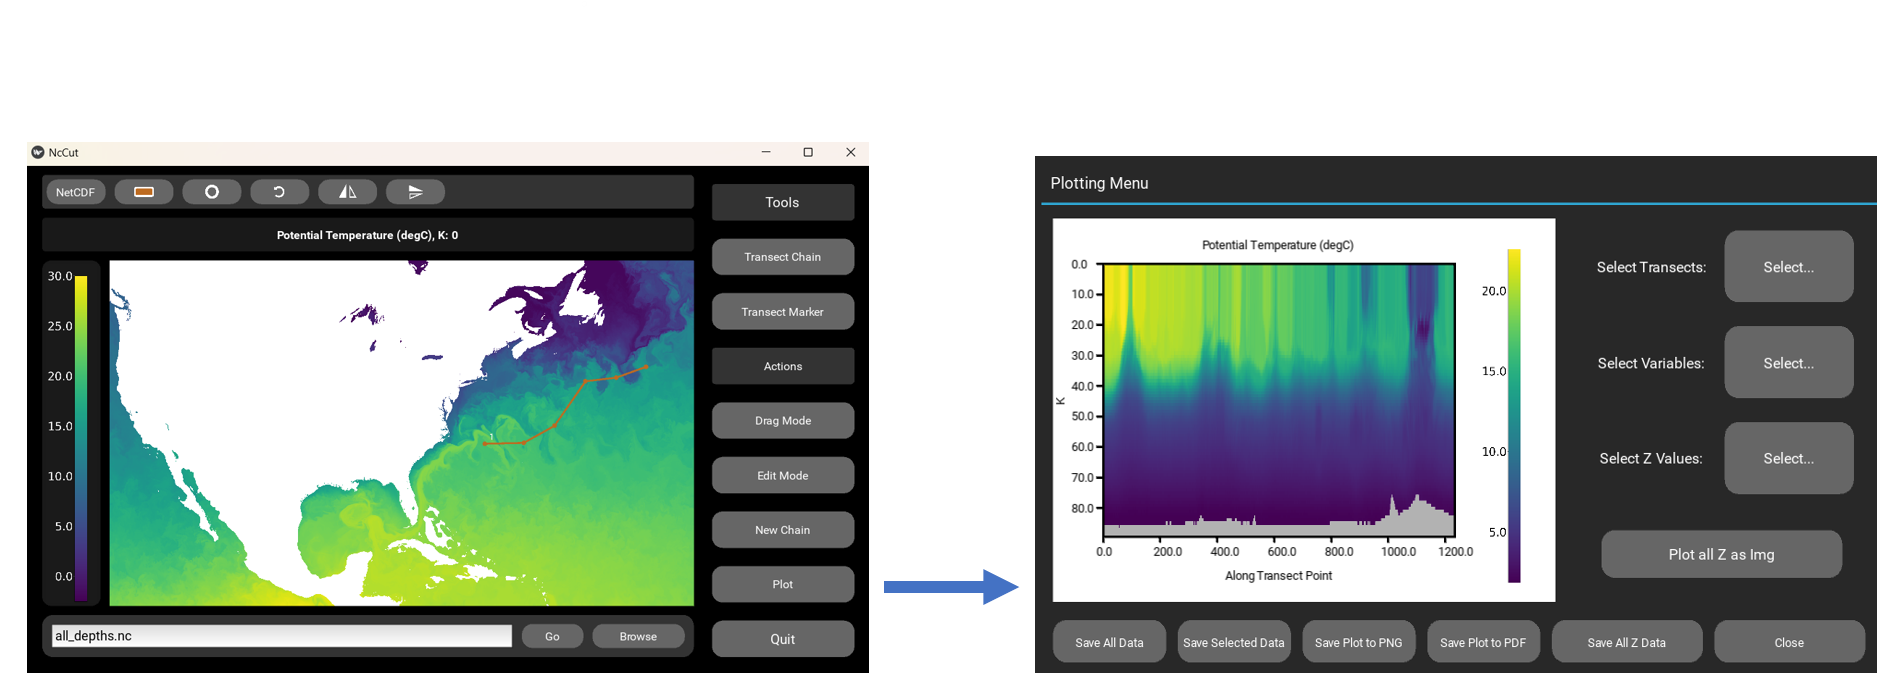 NcCut
NetCDF
Potential Temperature (degC), K: 0
30.0
25.0
20.0
15.0
10.0
5.0
0.0
1
all_depths.nc
Go
Browse
Tools
Transect Chain
Transect Marker
Actions
Drag Mode
Edit Mode
New Chain
Plot
Quit
Plotting Menu
Potential Temperature (degC)
K
0.0
10.0
20.0
30.0
40.0
50.0
60.0
70.0
80.0
0.0 200.0 400.0 600.0 800.0 1000.0 1200.0
Along Transect Point
20.0
15.0
10.0
5.0
Select Transects: Select...
Select Variables: Select...
Select Z Values: Select...
Plot all Z as Img
Save All Data Save Selected Data Save Plot to PNG Save Plot to PDF Save All Z Data Close